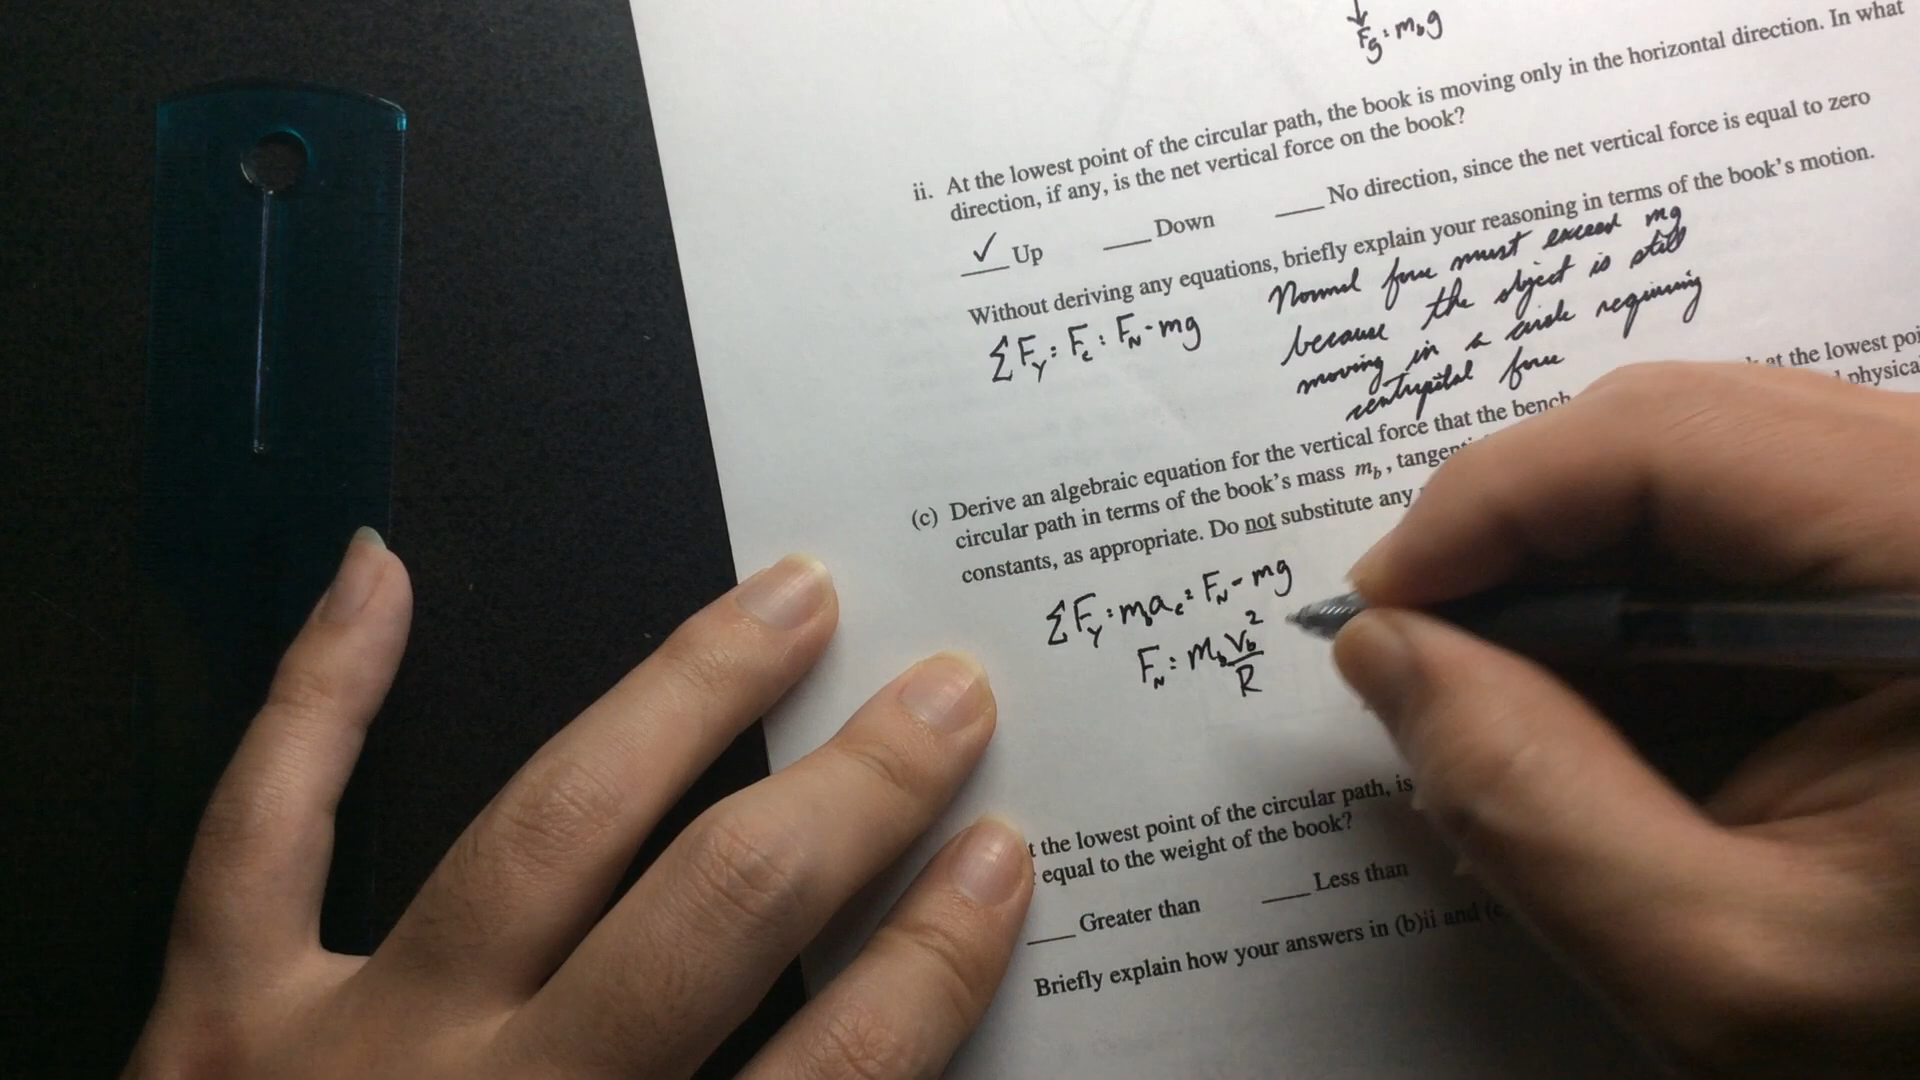 Fg = m_b g
ii. At the lowest point of the circular path, the book is moving only in the horizontal direction. In what
direction, if any, is the net vertical force on the book?
✓ Up ____ Down ____ No direction, since the net vertical force is equal to zero
Without deriving any equations, briefly explain your reasoning in terms of the book's motion.
ΣF_y = F_c = F_N - mg
Normal force must exceed mg
because the object is still
moving in a circle requiring
centripetal force
(c) Derive an algebraic equation for the vertical force that the bench at the lowest
circular path in terms of the book's mass m_b, physica
constants, as appropriate. Do not substitute any
ΣF_y = ma_c = F_N - mg
F_N = m_b v_b² / R
t the lowest point of the circular path, is
equal to the weight of the book?
____ Greater than ____ Less than
Briefly explain how your answers in (b)ii and